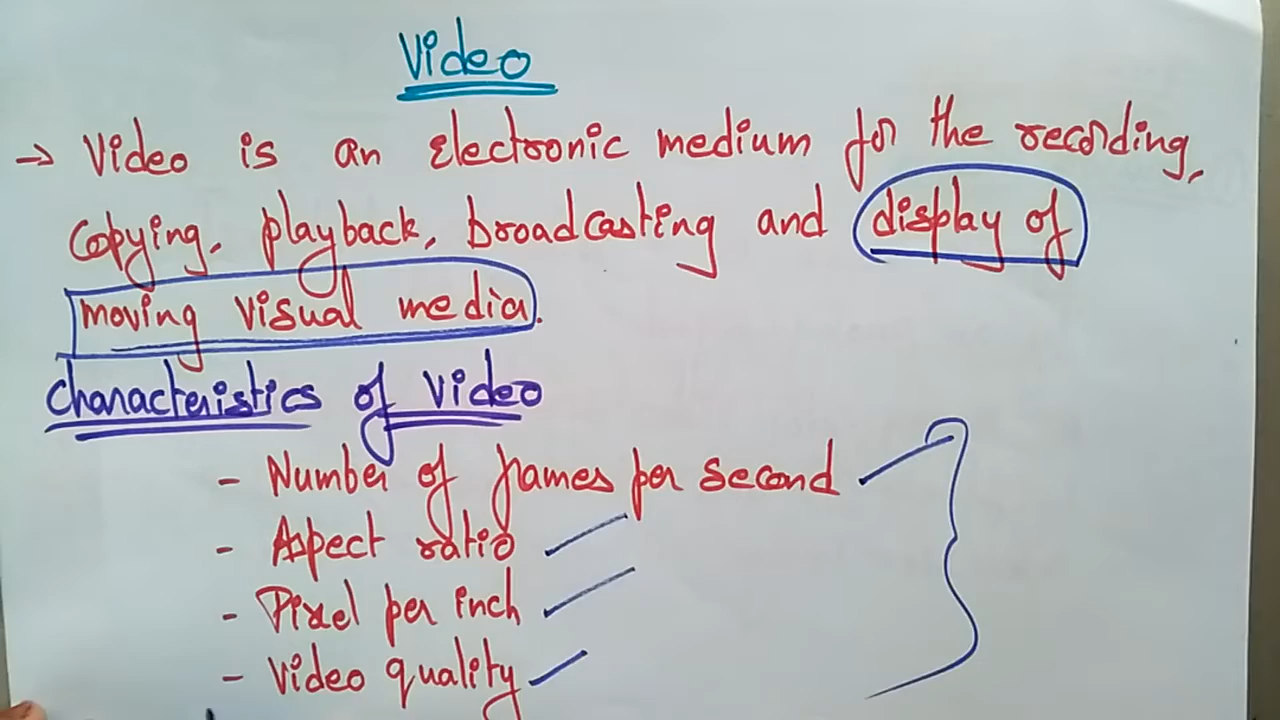 Video
→ Video is an Electronic medium for the recording,
Copying, playback, broadcasting and display of
moving visual media.
Characteristics of Video
- Number of frames per second
- Aspect ratio
- Pixel per inch
- Video quality